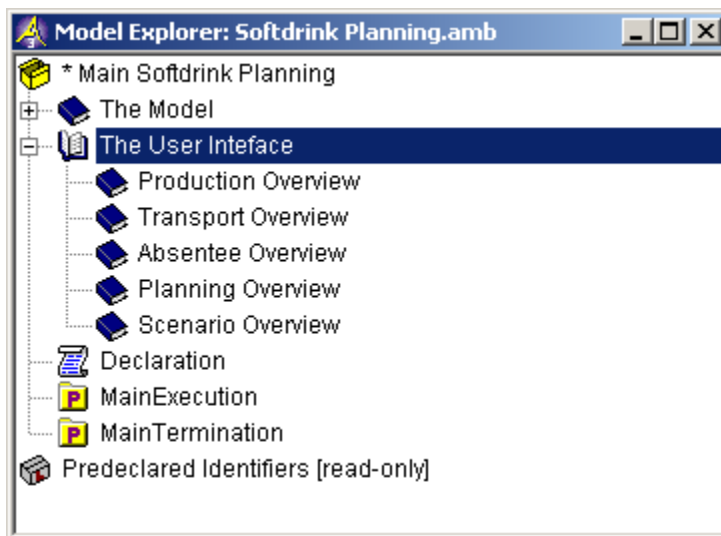 Model Explorer: Softdrink Planning.amb
* Main Softdrink Planning
The Model
The User Inteface
Production Overview
Transport Overview
Absentee Overview
Planning Overview
Scenario Overview
Declaration
P MainExecution
P MainTermination
Predeclared Identifiers [read-only]